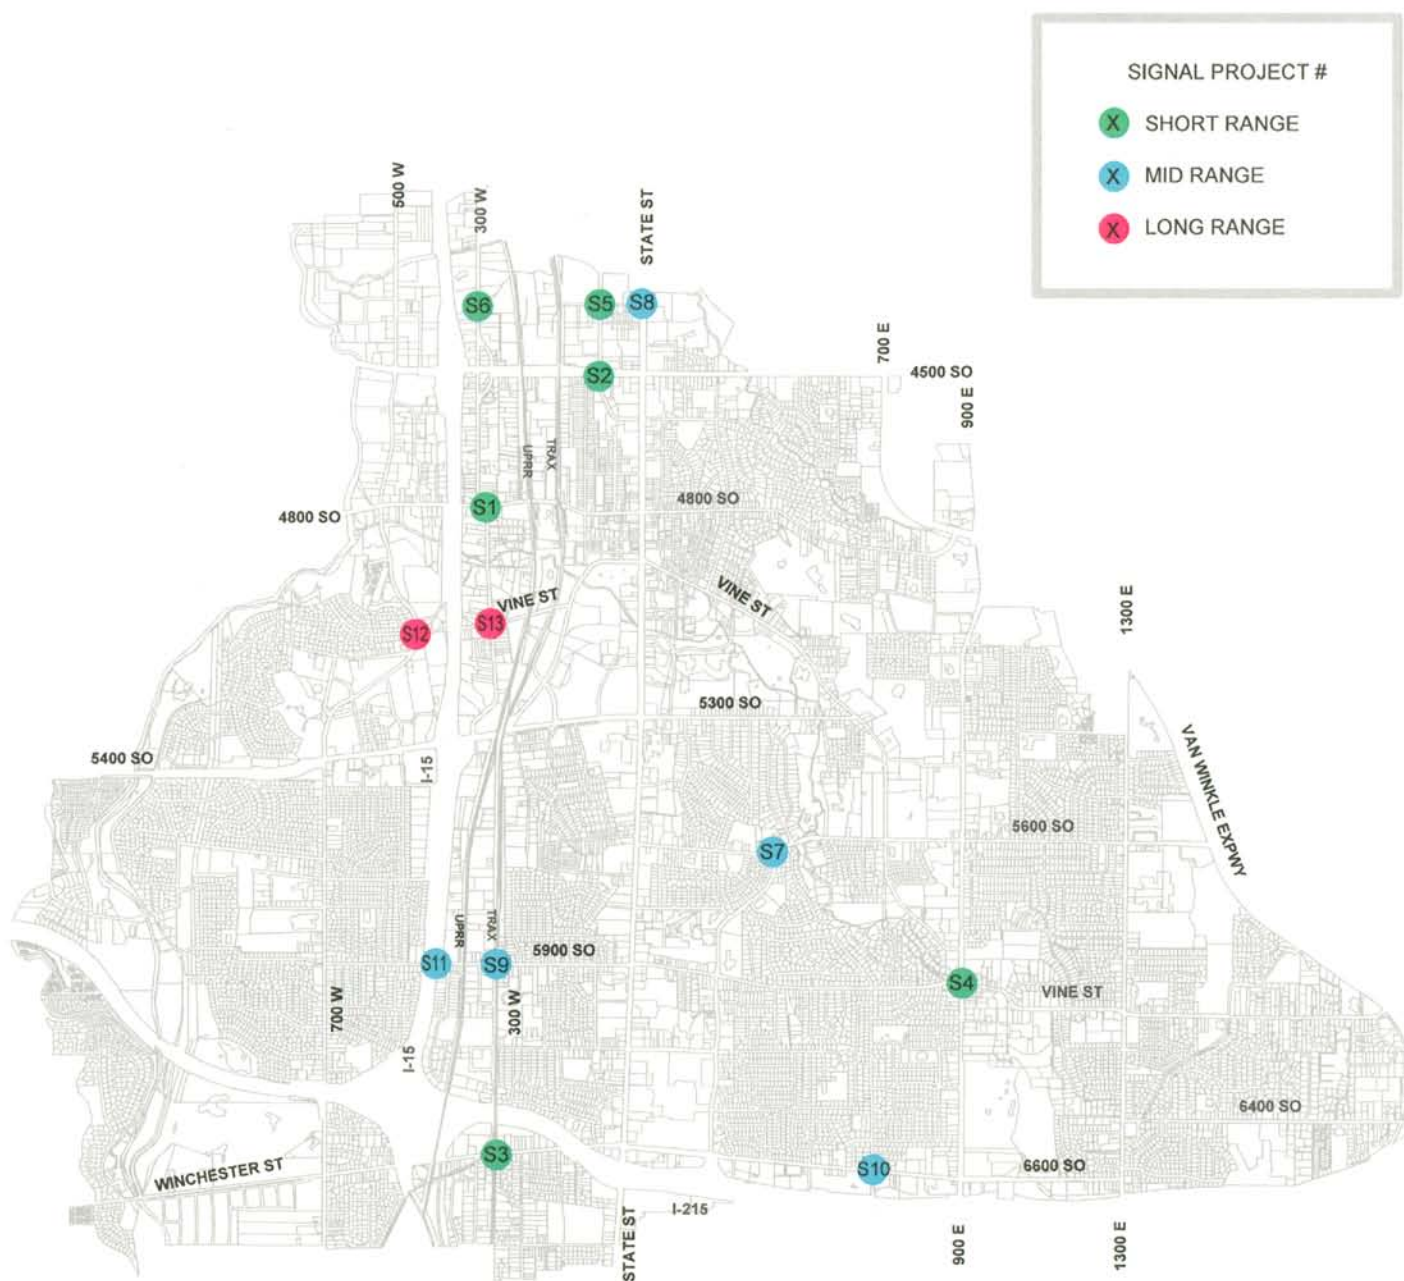 SIGNAL PROJECT #
X SHORT RANGE
X MID RANGE
X LONG RANGE
500 W
300 W
STATE ST
S6
S5
S8
700 E
S2
4500 SO
900 E
UPRR
TRAX
S1
4800 SO
4800 SO
VINE ST
VINE ST
1300 E
S12
S13
5300 SO
VAN WINKLE EXPWY
5400 SO
I-15
5600 SO
S7
UPRR
TRAX
5900 SO
S11
S9
S4
VINE ST
700 W
300 W
I-15
6400 SO
S3
WINCHESTER ST
S10
6600 SO
I-215
STATE ST
900 E
1300 E